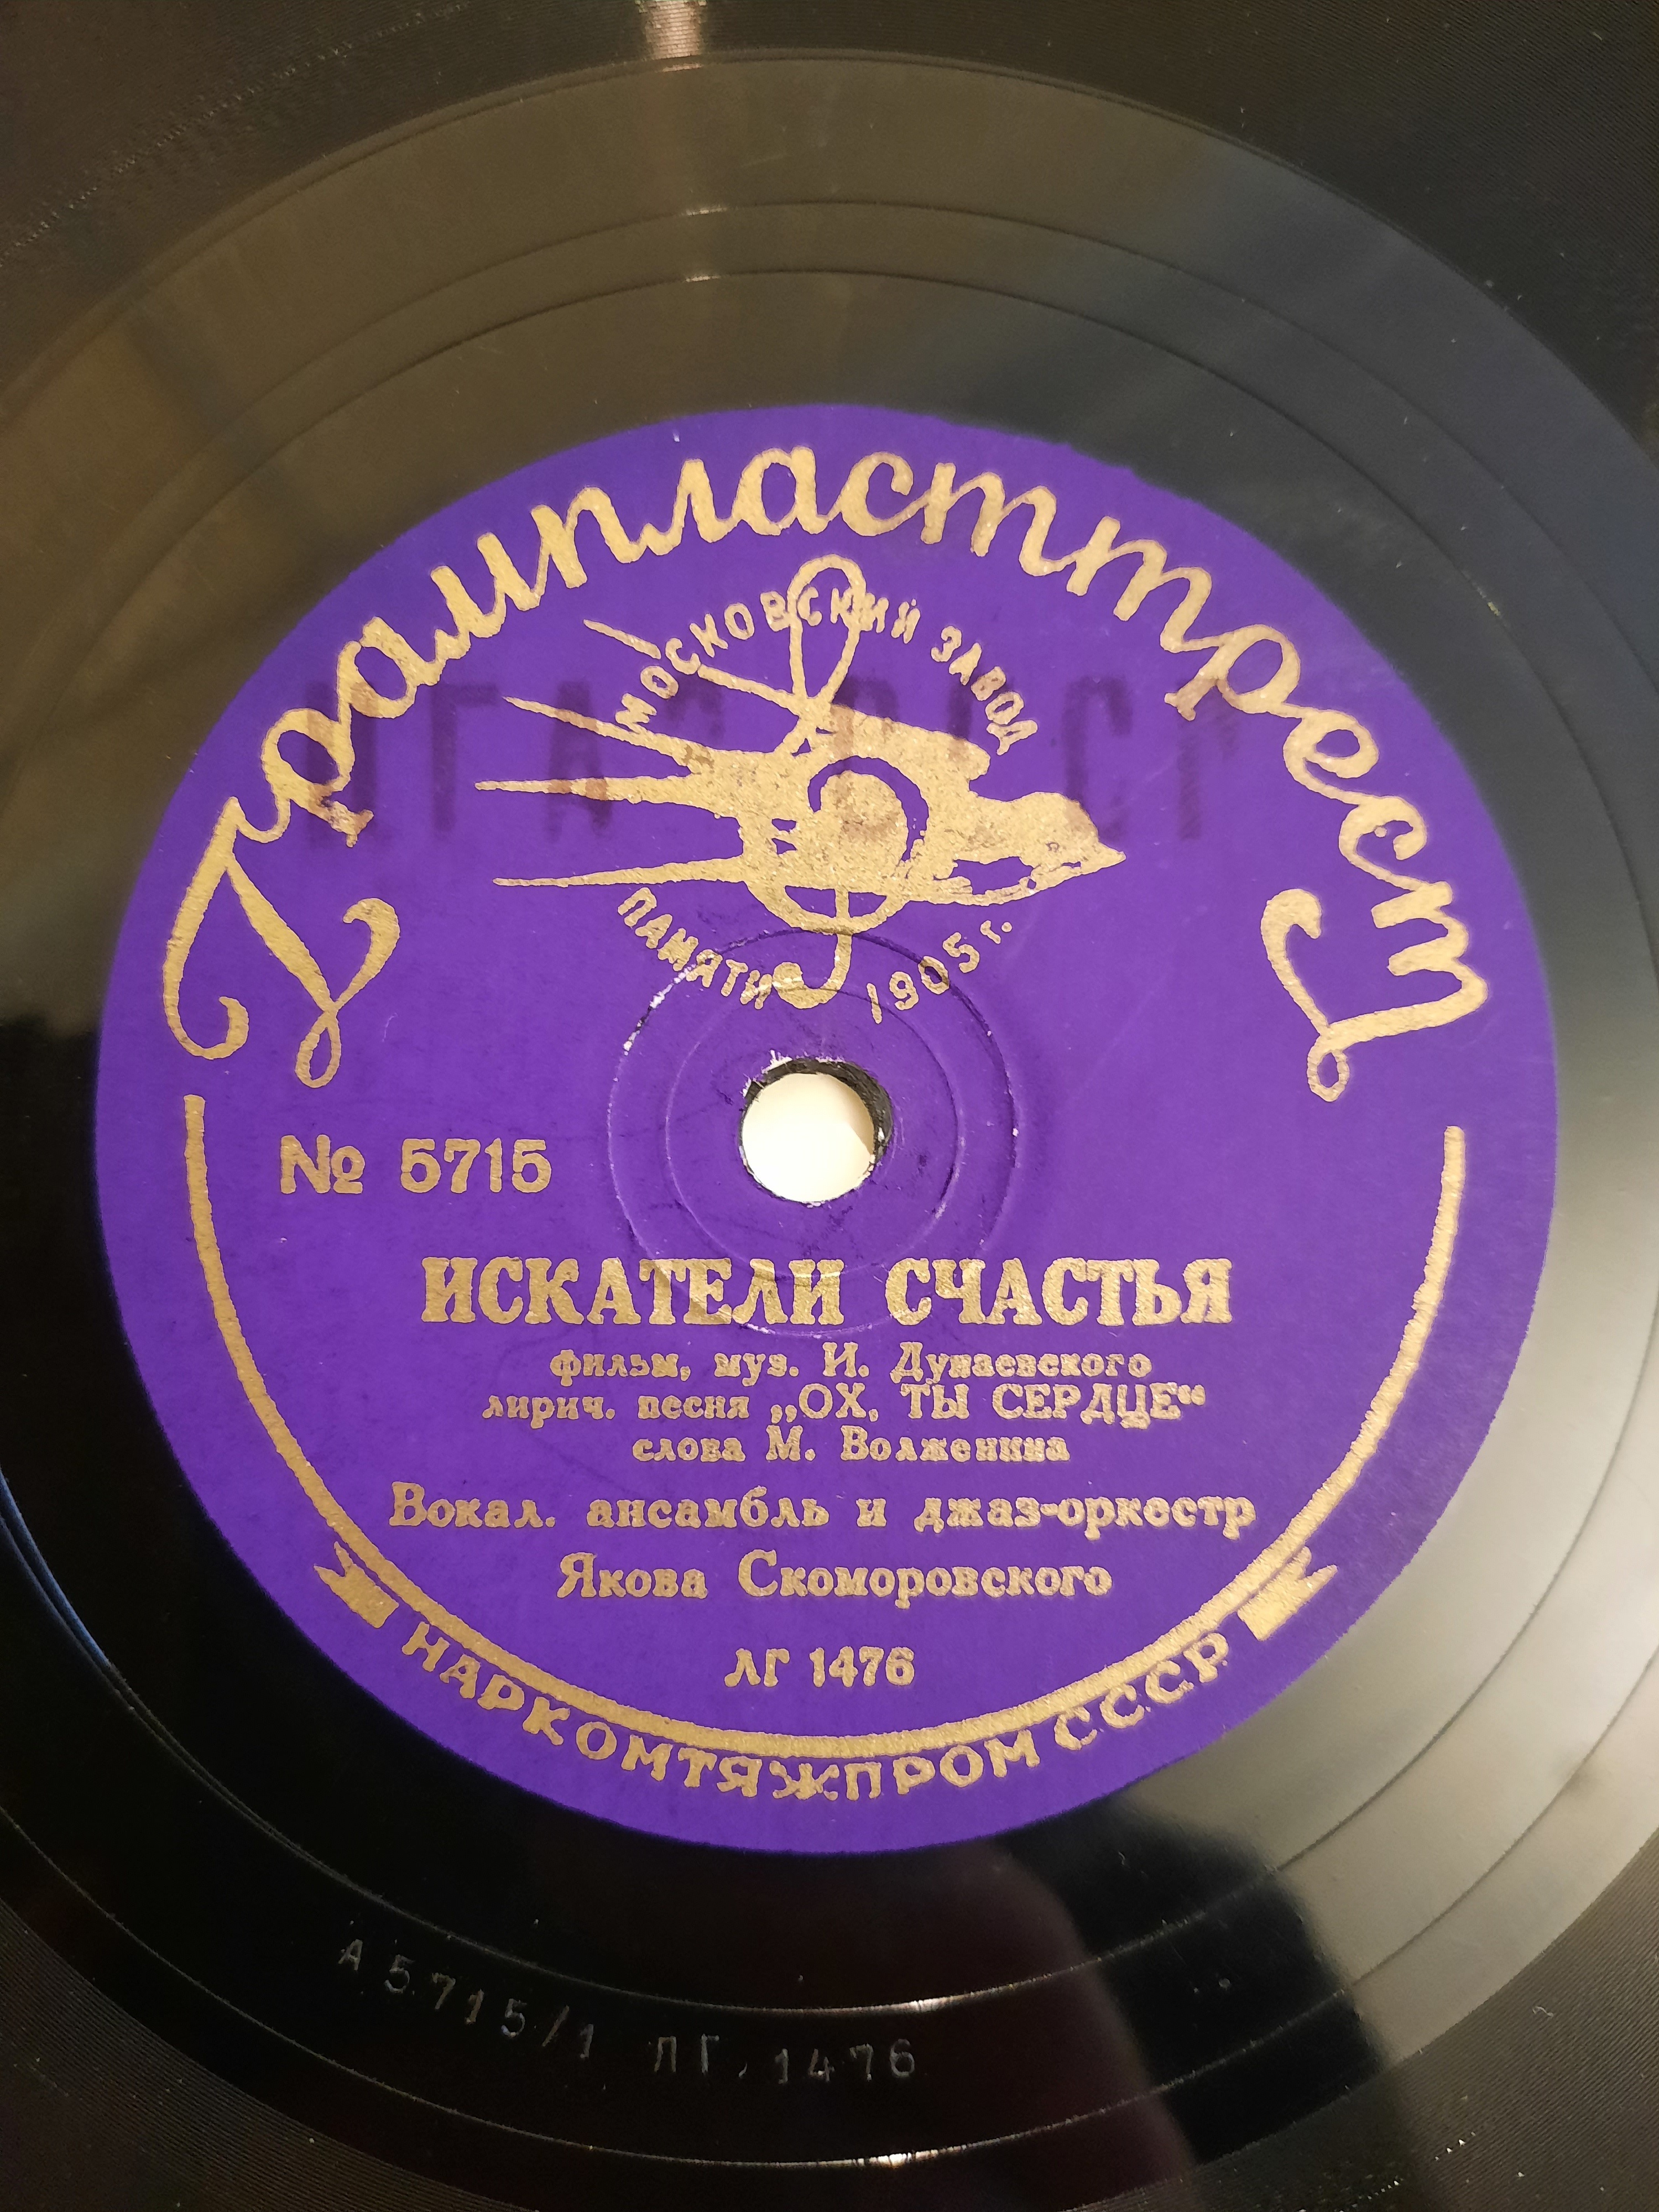 Грампласттрест
МОСКОВСКИЙ ЗАВОД
ПАМЯТИ 1905 г.
№ 5715
ИСКАТЕЛИ СЧАСТЬЯ
фильм, муз. И. Дунаевского
лирич. песня „ОХ, ТЫ СЕРДЦЕ“
слова М. Волженина
Вокал. ансамбль и джаз-оркестр
Якова Скоморовского
ЛГ 1476
НАРКОМТЯЖПРОМ СССР
А 5715/1 ЛГ. 1476